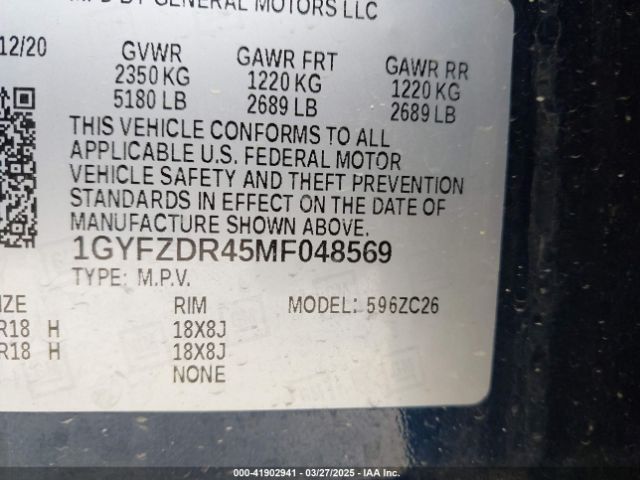 MFD BY GENERAL MOTORS LLC
12/20
GVWR GAWR FRT GAWR RR
2350 KG 1220 KG 1220 KG
5180 LB 2689 LB 2689 LB
THIS VEHICLE CONFORMS TO ALL
APPLICABLE U.S. FEDERAL MOTOR
VEHICLE SAFETY AND THEFT PREVENTION
STANDARDS IN EFFECT ON THE DATE OF
MANUFACTURE SHOWN ABOVE.
1GYFZDR45MF048569
TYPE: M.P.V.
ZE RIM MODEL: 596ZC26
R18 H 18X8J
R18 H 18X8J
NONE
000-41902941 | 03/27/2025 | IAA Inc.